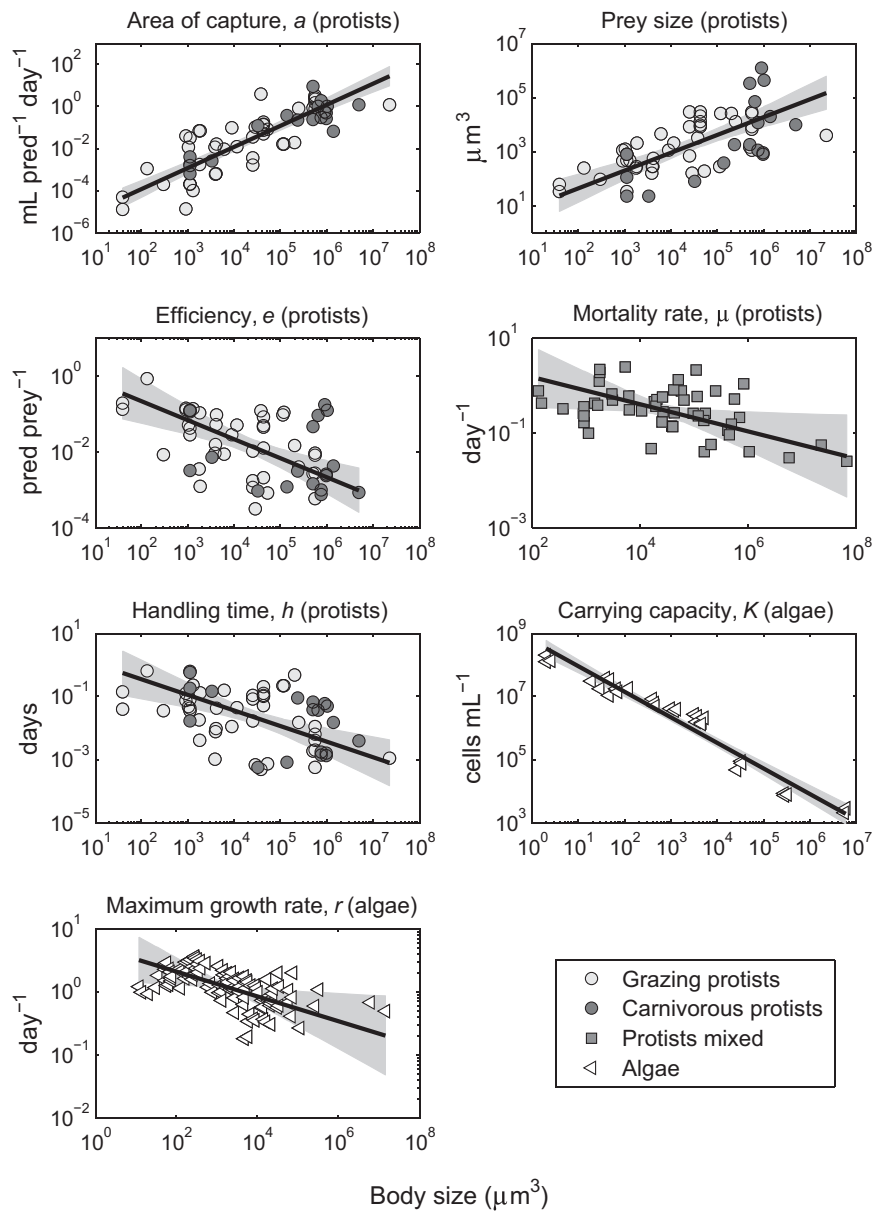 Area of capture, a (protists)
mL pred⁻¹ day⁻¹
10² 10⁰ 10⁻² 10⁻⁴ 10⁻⁶
10¹ 10² 10³ 10⁴ 10⁵ 10⁶ 10⁷ 10⁸
Prey size (protists)
μm³
10⁷ 10⁵ 10³ 10¹
10¹ 10² 10³ 10⁴ 10⁵ 10⁶ 10⁷ 10⁸
Efficiency, e (protists)
pred prey⁻¹
10⁰ 10⁻² 10⁻⁴
10¹ 10² 10³ 10⁴ 10⁵ 10⁶ 10⁷ 10⁸
Mortality rate, μ (protists)
day⁻¹
10¹ 10⁻¹ 10⁻³
10² 10⁴ 10⁶ 10⁸
Handling time, h (protists)
days
10¹ 10⁻¹ 10⁻³ 10⁻⁵
10¹ 10² 10³ 10⁴ 10⁵ 10⁶ 10⁷ 10⁸
Carrying capacity, K (algae)
cells mL⁻¹
10⁹ 10⁷ 10⁵ 10³
10⁰ 10¹ 10² 10³ 10⁴ 10⁵ 10⁶ 10⁷
Maximum growth rate, r (algae)
day⁻¹
10¹ 10⁰ 10⁻¹ 10⁻²
10⁰ 10² 10⁴ 10⁶ 10⁸
Grazing protists
Carnivorous protists
Protists mixed
Algae
Body size (μm³)